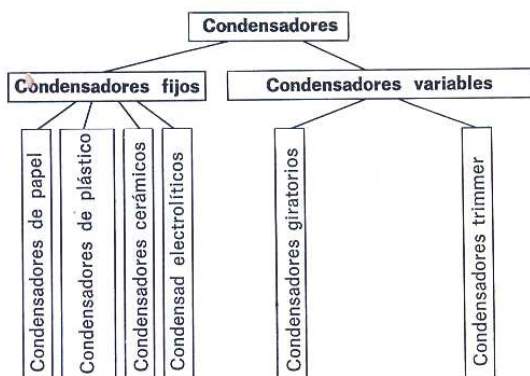 Condensadores
Condensadores fijos
Condensadores variables
Condensadores de papel
Condensadores de plástico
Condensadores cerámicos
Condensad electrolíticos
Condensadores giratorios
Condensadores trimmer